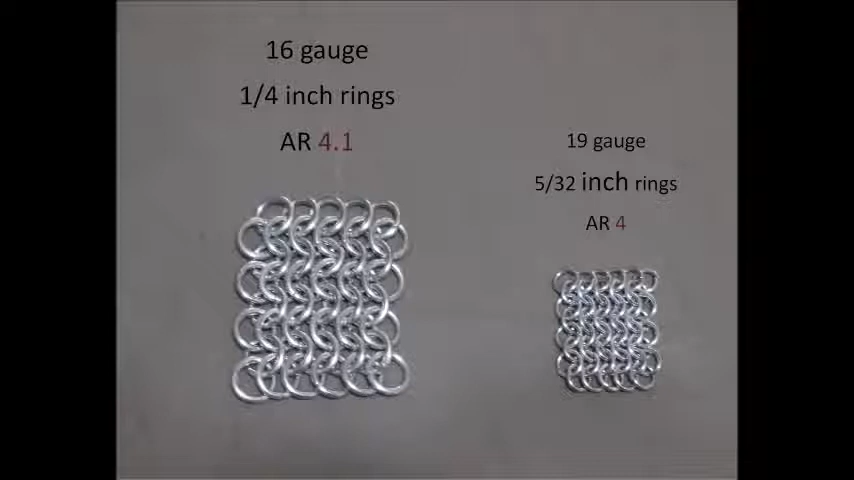 16 gauge
1/4 inch rings
AR 4.1
19 gauge
5/32 inch rings
AR 4